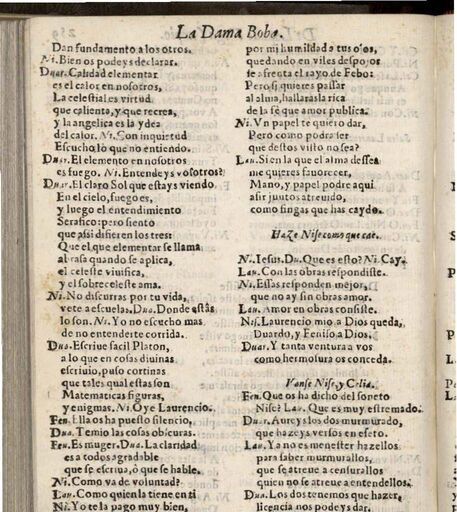 La Dama Boba.
Dan fundamento a los otros.
Ni. Bien os podeys declarar.
Duar. Calidad elementar
es el calor en nosotros,
La celestial es virtud
que calienta, y que recrea,
y la angelica es la ydea
del calor. Ni. Con inquietud
Escucho lo que no entiendo.
Duar. El elemento en nosotros
es fuego. Ni. Entendeys vosotros?
Duar. El claro Sol que estays viendo
En el cielo, fuego es,
y fuego el entendimiento
Serafico: pero siento
que assi difieren los tres:
Que el que elementar se llama
abrasa quando se aplica,
el celeste viuifica,
y el sobreceleste ama.
Ni. No discurras por tu vida,
vete a escuelas. Dua. Donde estàs
lo son. Ni. Yo no escucho mas
de no entenderte corrida.
Dua. Escriue facil Platon,
a lo que en cosas diuinas
escriuio, puso cortinas
que tales qual estas son
Matematicas figuras,
y enigmas. Ni. Oye Laurencio.
Fen. Ella os ha puesto silencio,
Dua. Temio las cosas obscuras.
Fen. Es muger. Dua. La claridad
es a todos agradable
que se escriua, ò que se hable.
Ni. Como va de voluntad?
Lau. Como quien la tiene en ti
Ni. Yo te la pago muy bien,
por mi humildad a tus ojos,
quedando en viles despojos
se afrenta el rayo de Febo:
Pero si quieres passar
al alma, hallaràs la rica
de la fè que amor publica.
Ni. Vn papel te quiero dar,
Pero como podra ser
que destos visto no sea?
Lau. Si en la que el alma dessea
me quieres fauorecer,
Mano, y papel podre aqui
asir juntos atreuido,
como finjas que has caydo.
Haze Nise como que cae.
Ni. Iesus. Du. Que es esto? Ni. Cay.
Lau. Con las obras respondiste.
Ni. Essas responden mejor,
que no ay sin obras amor.
Lau. Amor en obras consiste.
Nis. Laurencio mio a Dios queda,
Duardo, y Feniso a Dios.
Duar. Y tanta ventura a vos
como hermosura os conceda.
Vanse Nise, y Celia.
Fen. Que os ha dicho del soneto
Nise? Lau. Que es muy estremado.
Duar. Aureys los dos murmurado,
que hazeys versos en efeto.
Lau. Ya no es menester hazellos
para saber murmurallos,
que se atreue a censurallos
quien no se atreue a entendellos.
Dua. Los dos tenemos que hazer,
licencia nos podeys dar.